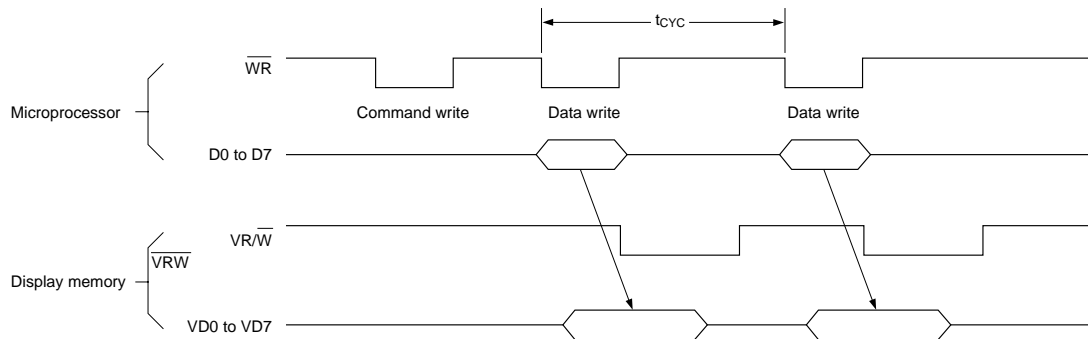 tCYC
WR
Microprocessor
Command write
Data write
Data write
D0 to D7
VR/W
VRW
Display memory
VD0 to VD7